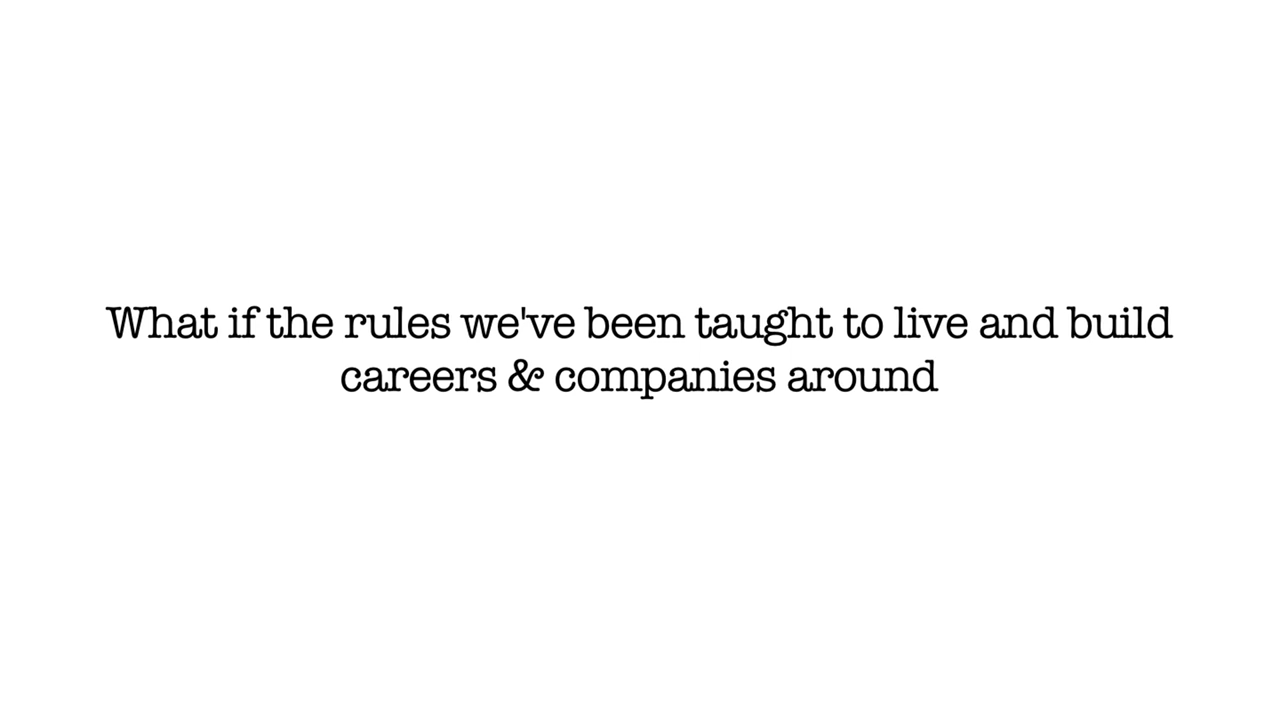 What if the rules we've been taught to live and build
careers & companies around